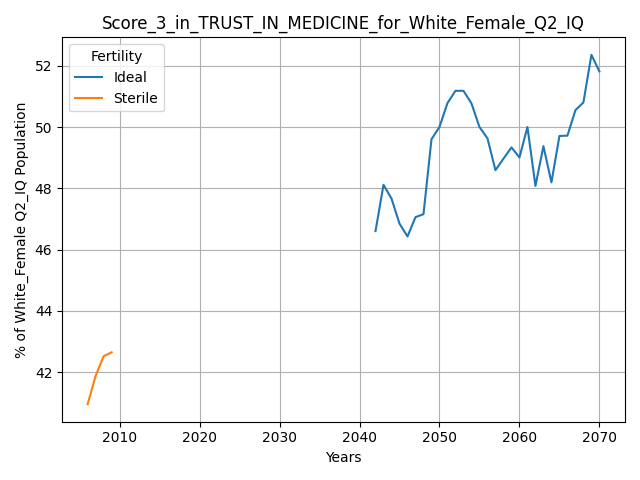 Score_3_in_TRUST_IN_MEDICINE_for_White_Female_Q2_IQ
Fertility
Ideal
Sterile
% of White_Female Q2_IQ Population
52
50
48
46
44
42
2010
2020
2030
2040
2050
2060
2070
Years